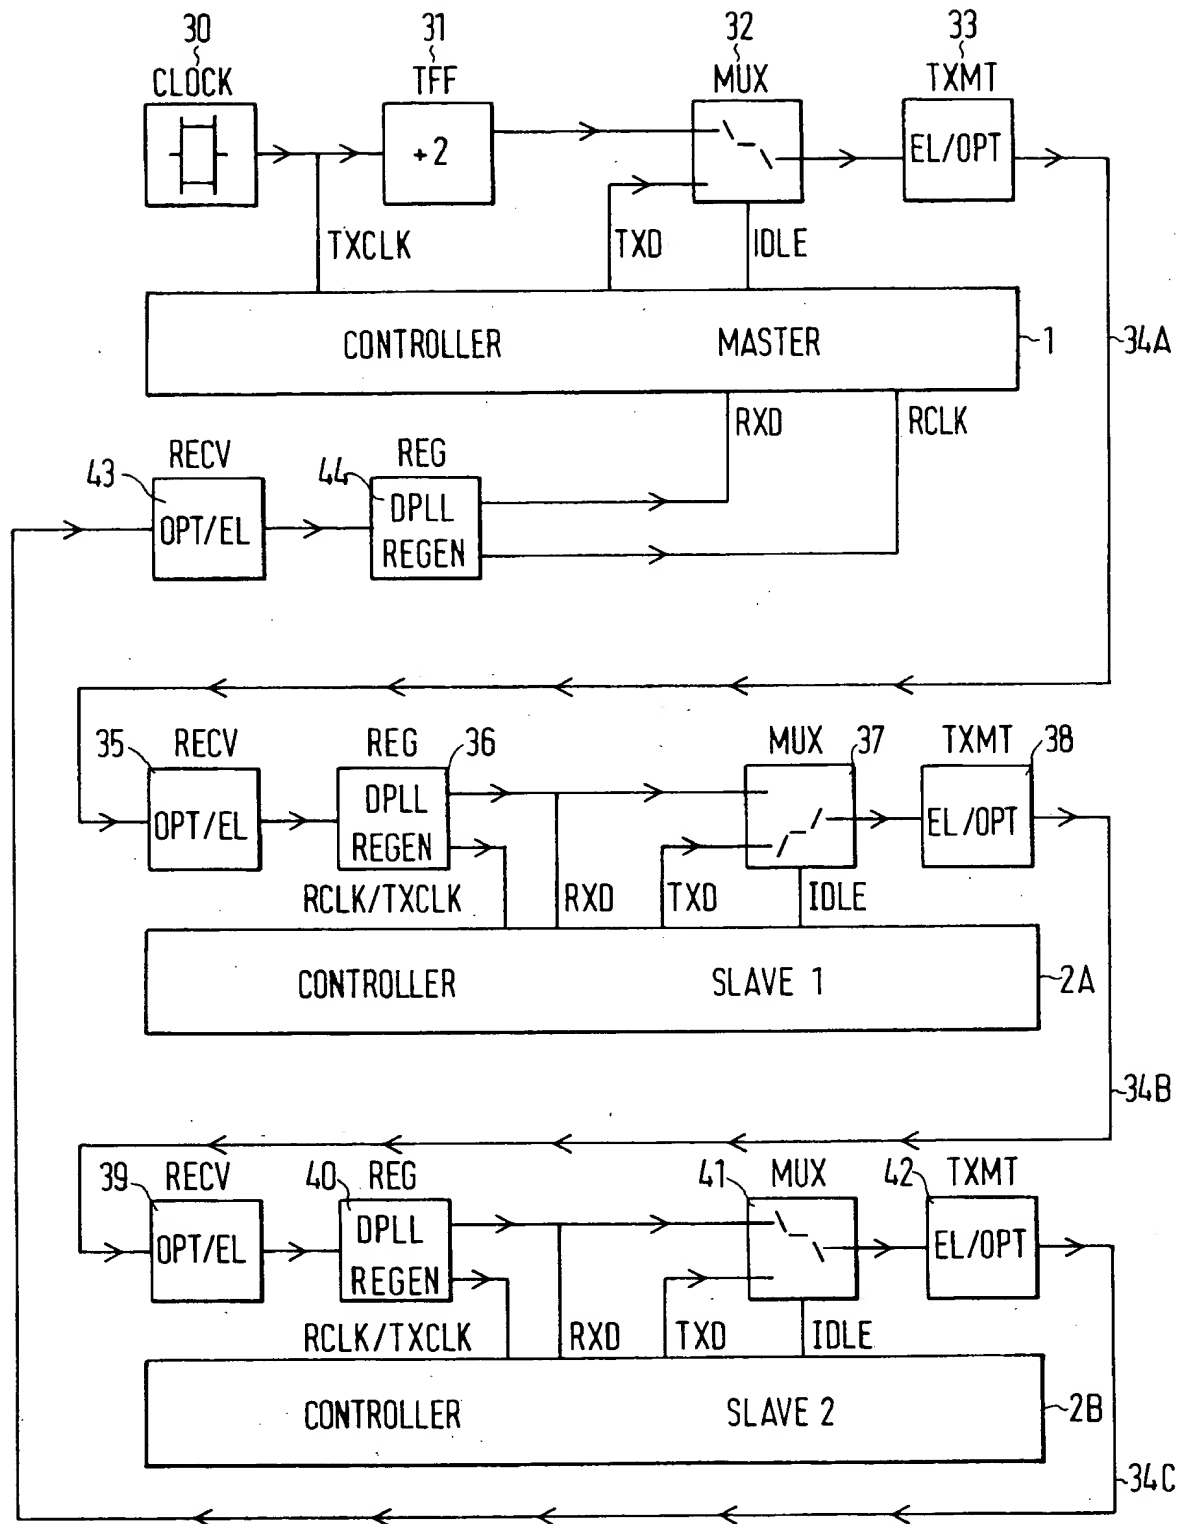 30 31 32 33
CLOCK TFF MUX TXMT
+2 EL/OPT
TXCLK TXD IDLE
CONTROLLER MASTER 1 34A
RXD RCLK
RECV REG
43 44 DPLL
OPT/EL REGEN
35 RECV REG 36 MUX 37 TXMT 38
OPT/EL DPLL EL/OPT
REGEN
RCLK/TXCLK RXD TXD IDLE
CONTROLLER SLAVE 1 2A
34B
39 RECV 40 REG 41 MUX 42 TXMT
OPT/EL DPLL EL/OPT
REGEN
RCLK/TXCLK RXD TXD IDLE
CONTROLLER SLAVE 2 2B
34C